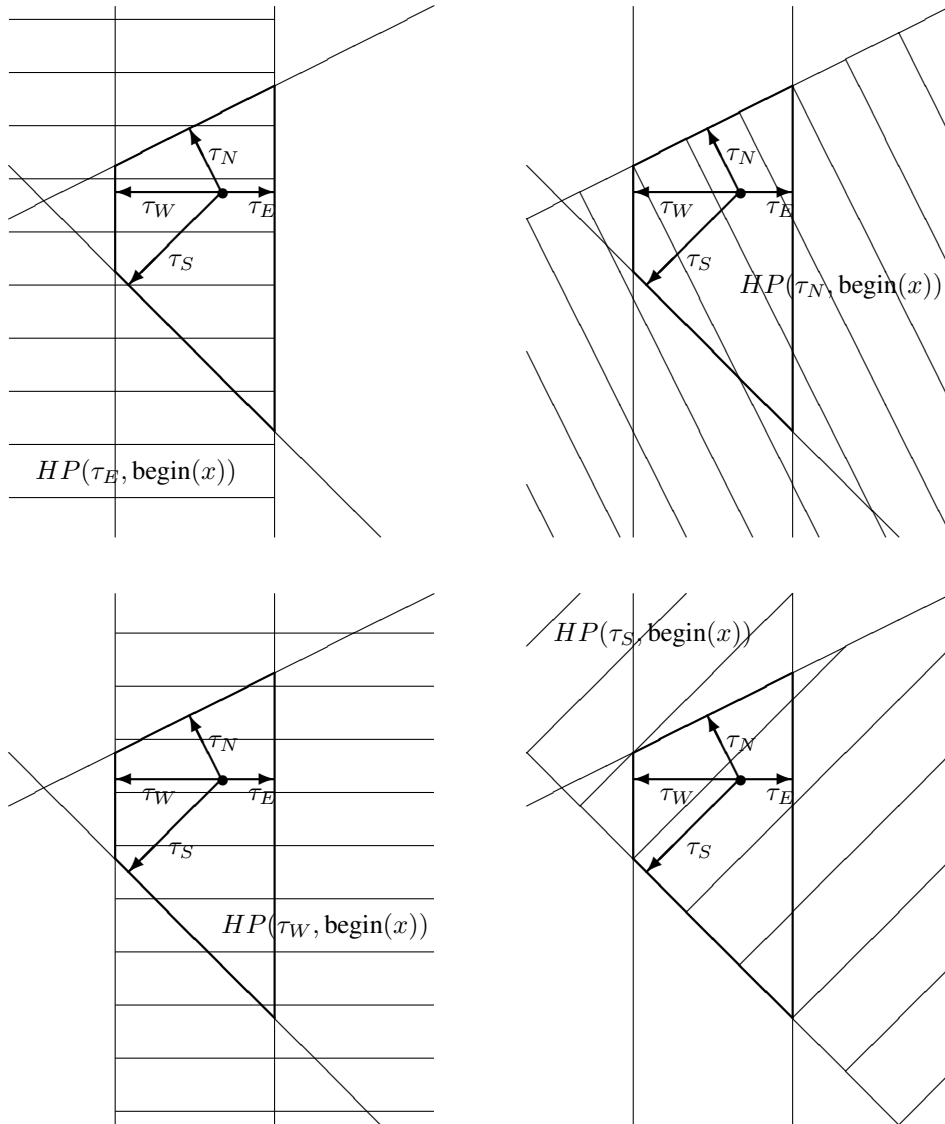 τ_N
τ_W
τ_E
τ_S
HP(τ_E, begin(x))
τ_N
τ_W
τ_E
τ_S
HP(τ_N, begin(x))
τ_N
τ_W
τ_E
τ_S
HP(τ_W, begin(x))
HP(τ_S, begin(x))
τ_N
τ_W
τ_E
τ_S